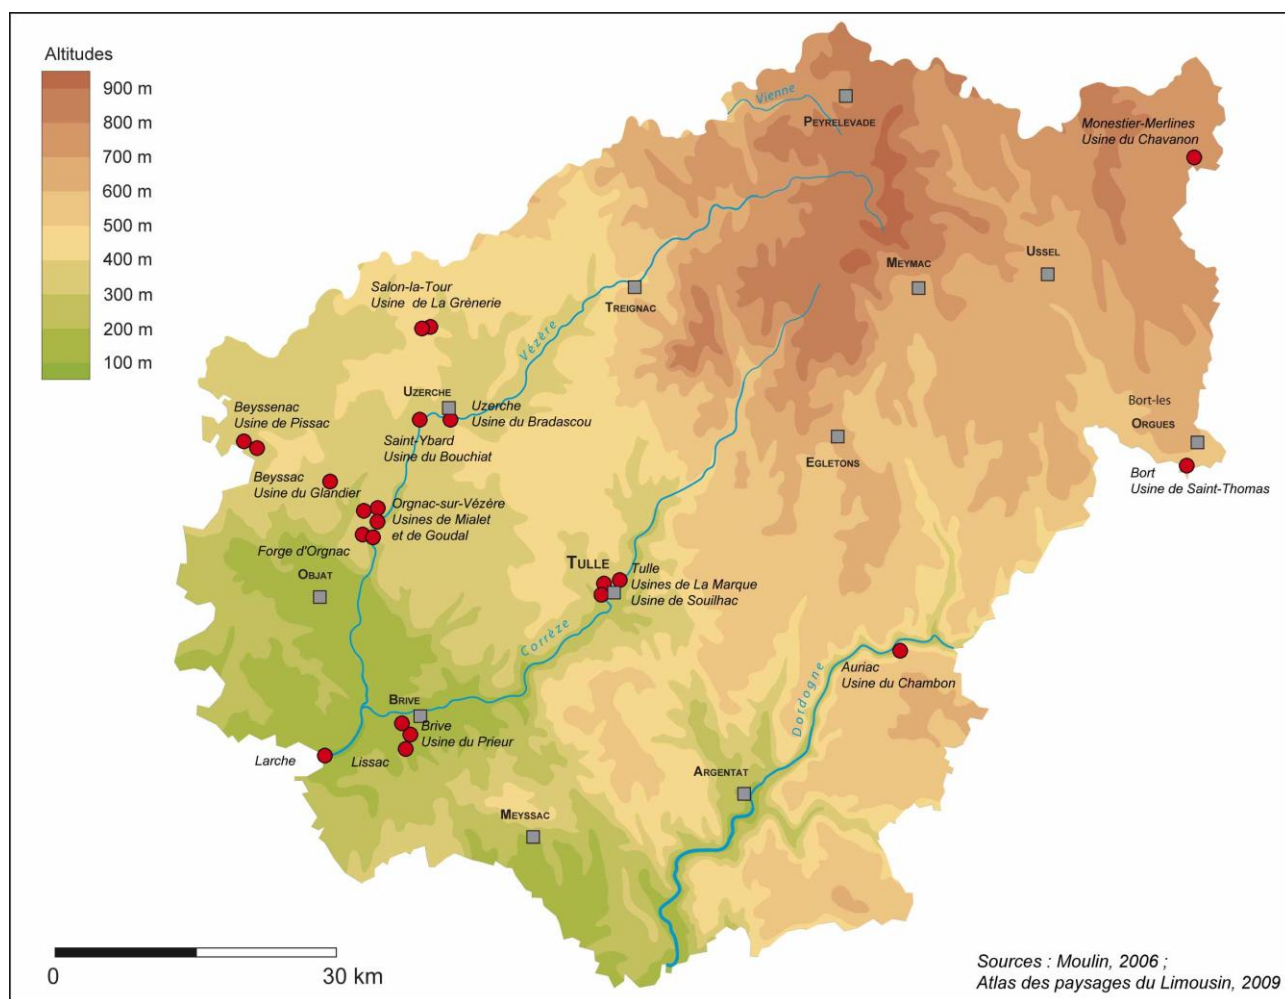 Altitudes
900 m
800 m
700 m
600 m
500 m
400 m
300 m
200 m
100 m
Vienne
PEYRELEVADE
Monestier-Merlines
Usine du Chavanon
USSEL
MEYMAC
Salon-la-Tour
Usine de La Grènerie
TREIGNAC
Vézère
UZERCHE
Uzerche
Usine du Bradascou
Beyssenac
Usine de Pissac
Saint-Ybard
Usine du Bouchiat
Bort-les
ORGUES
EGLETONS
Bort
Usine de Saint-Thomas
Beyssac
Usine du Glandier
Orgnac-sur-Vézère
Usines de Mialet
et de Goudal
Forge d'Orgnac
OBJAT
TULLE
Tulle
Usines de La Marque
Usine de Souilhac
Corrèze
Auriac
Usine du Chambon
Dordogne
BRIVE
Brive
Usine du Prieur
Larche
Lissac
ARGENTAT
MEYSSAC
0
30 km
Sources : Moulin, 2006 ;
Atlas des paysages du Limousin, 2009